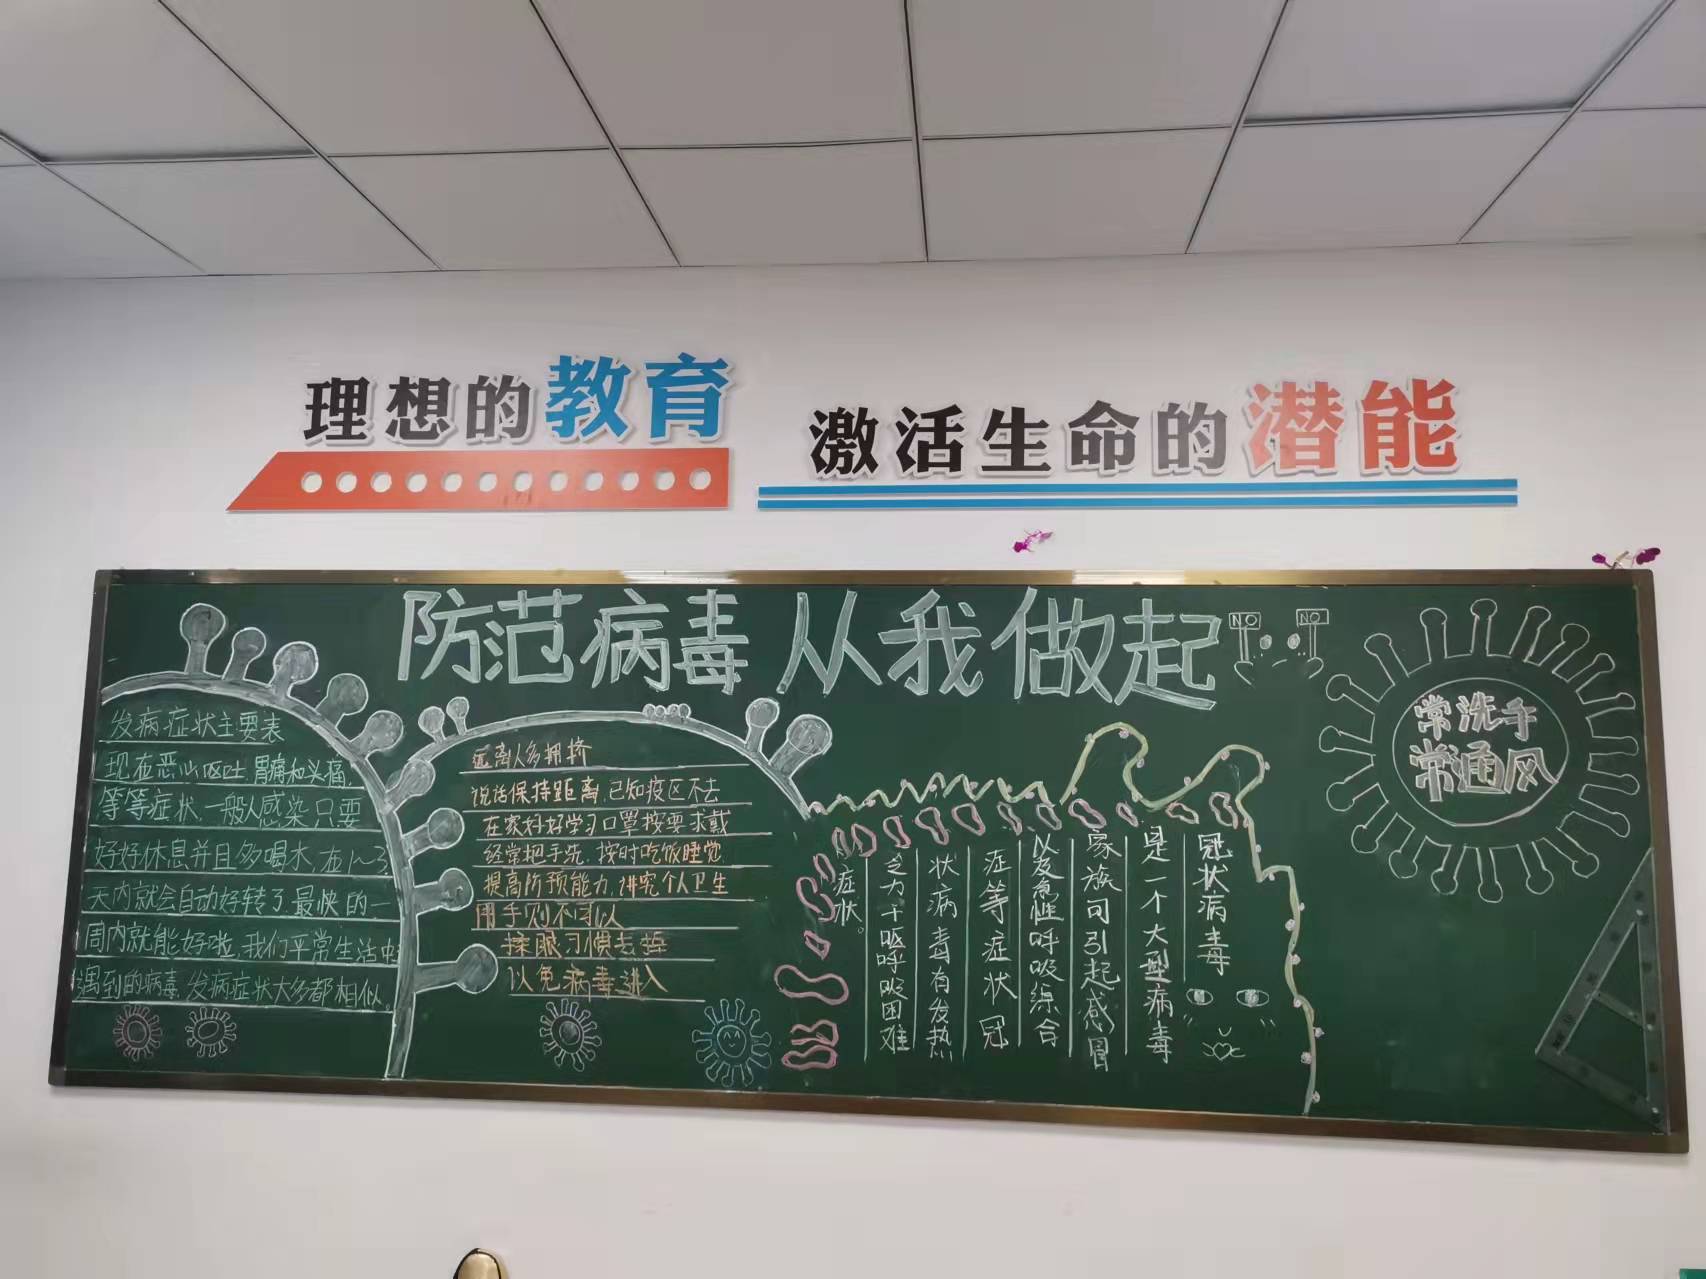 理想的教育
激活生命的潜能
防范病毒 从我做起
NO
NO
发病症状主要表
现在恶心呕吐,胃痛和头痛,
等等症状,一般人感染只要
好好休息并且多喝水,在1~3
天内就会自动好转了,最快的一
周内就能好啦,我们平常生活中
遇到的病毒,发病症状大多都相似。
远离人多拥挤
说话保持距离,已知疫区不去
在家好好学习口罩按要求戴
经常把手洗,按时吃饭睡觉
提高防预能力,讲究个人卫生
用手则不可以
揉眼习惯去掉
以免病毒进入
冠状病毒
是一个大型病毒
家族可引起感冒
以及急性呼吸综合
症等症状 冠
状病毒有发热
乏力干呕呼吸困难
症状。
常洗手
常通风